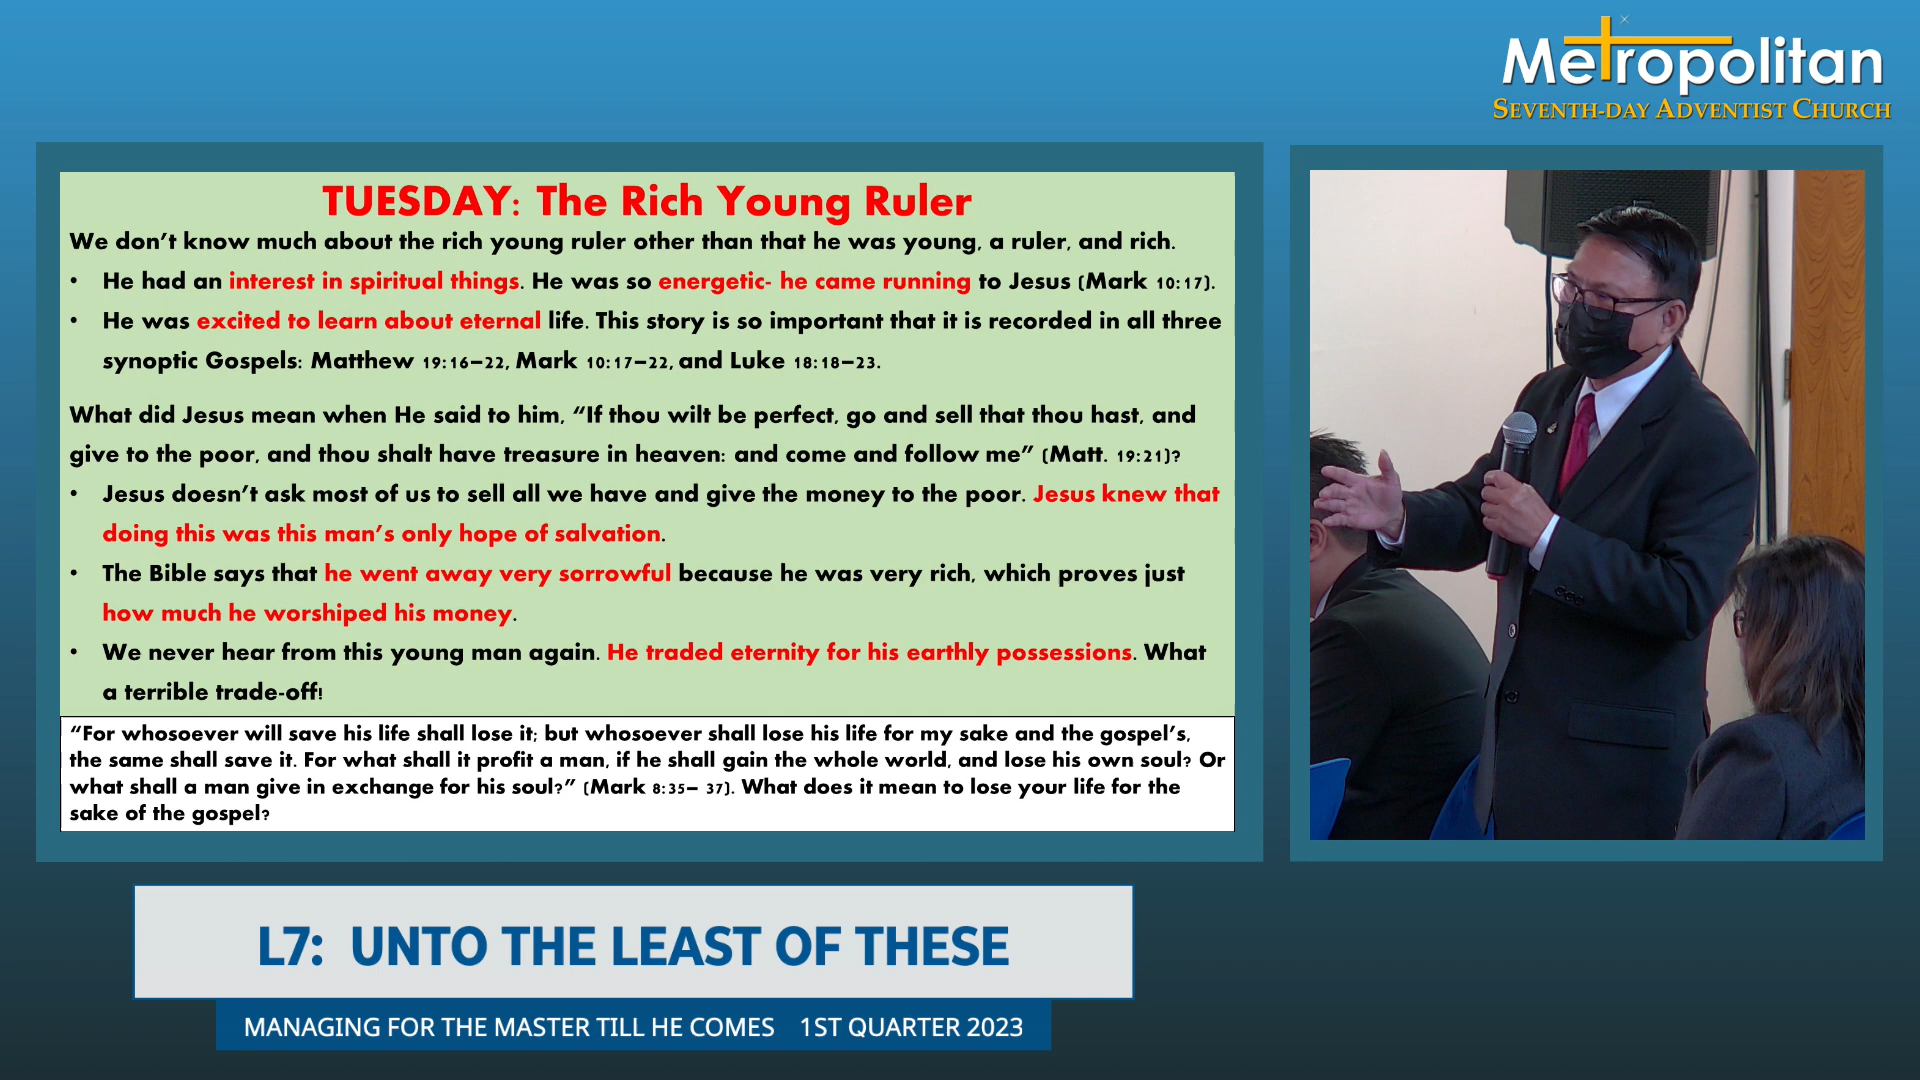 Metropolitan
SEVENTH-DAY ADVENTIST CHURCH
TUESDAY: The Rich Young Ruler
We don’t know much about the rich young ruler other than that he was young, a ruler, and rich.
• He had an interest in spiritual things. He was so energetic- he came running to Jesus (Mark 10:17).
• He was excited to learn about eternal life. This story is so important that it is recorded in all three
synoptic Gospels: Matthew 19:16–22, Mark 10:17–22, and Luke 18:18–23.
What did Jesus mean when He said to him, “If thou wilt be perfect, go and sell that thou hast, and
give to the poor, and thou shalt have treasure in heaven: and come and follow me” (Matt. 19:21)?
• Jesus doesn’t ask most of us to sell all we have and give the money to the poor. Jesus knew that
doing this was this man’s only hope of salvation.
• The Bible says that he went away very sorrowful because he was very rich, which proves just
how much he worshiped his money.
• We never hear from this young man again. He traded eternity for his earthly possessions. What
a terrible trade-off!
“For whosoever will save his life shall lose it; but whosoever shall lose his life for my sake and the gospel’s,
the same shall save it. For what shall it profit a man, if he shall gain the whole world, and lose his own soul? Or
what shall a man give in exchange for his soul?” (Mark 8:35– 37). What does it mean to lose your life for the
sake of the gospel?
L7: UNTO THE LEAST OF THESE
MANAGING FOR THE MASTER TILL HE COMES 1ST QUARTER 2023